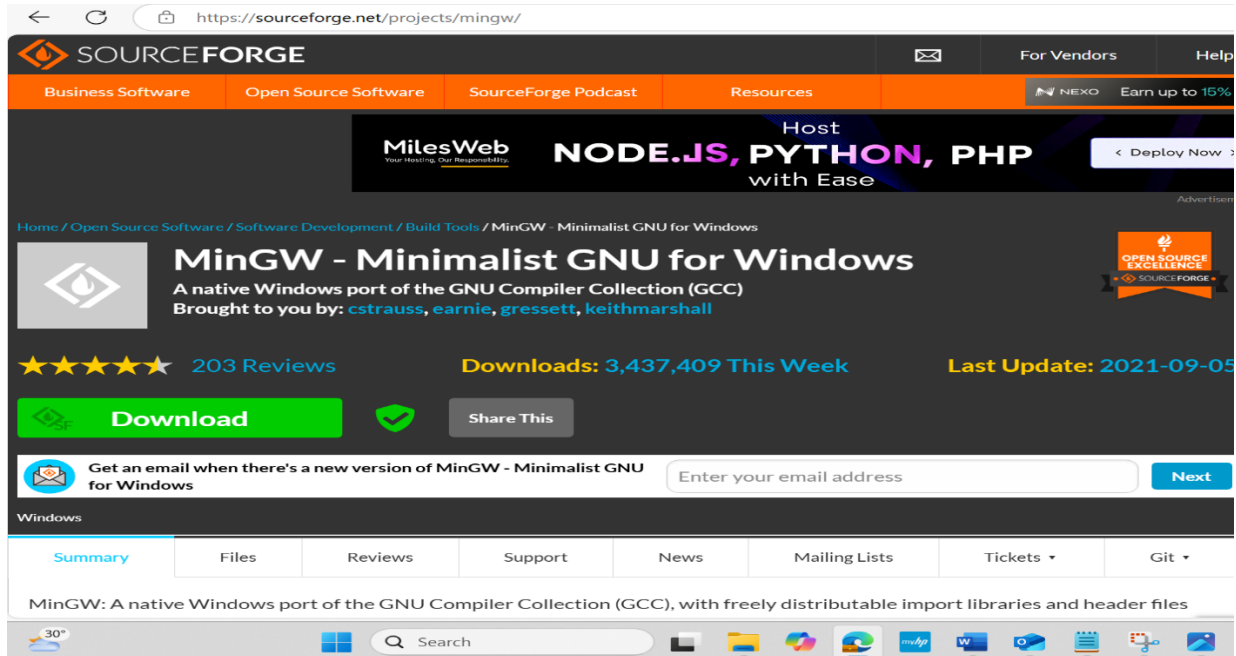 https://sourceforge.net/projects/mingw/
SOURCEFORGE
For Vendors
Help
Business Software
Open Source Software
SourceForge Podcast
Resources
NEXO
Earn up to 15%
MilesWeb
Your Hosting, Our Responsibility.
Host
NODE.JS, PYTHON, PHP
with Ease
< Deploy Now >
Advertisem
Home / Open Source Software / Software Development / Build Tools / MinGW - Minimalist GNU for Windows
MinGW - Minimalist GNU for Windows
A native Windows port of the GNU Compiler Collection (GCC)
Brought to you by: cstrauss, earnie, gressett, keithmarshall
OPEN SOURCE
EXCELLENCE
SOURCEFORGE
203 Reviews
Downloads: 3,437,409 This Week
Last Update: 2021-09-05
SF
Download
Share This
Get an email when there's a new version of MinGW - Minimalist GNU
for Windows
Enter your email address
Next
Windows
Summary
Files
Reviews
Support
News
Mailing Lists
Tickets ▾
Git ▾
MinGW: A native Windows port of the GNU Compiler Collection (GCC), with freely distributable import libraries and header files
30°
Search
myhp
W